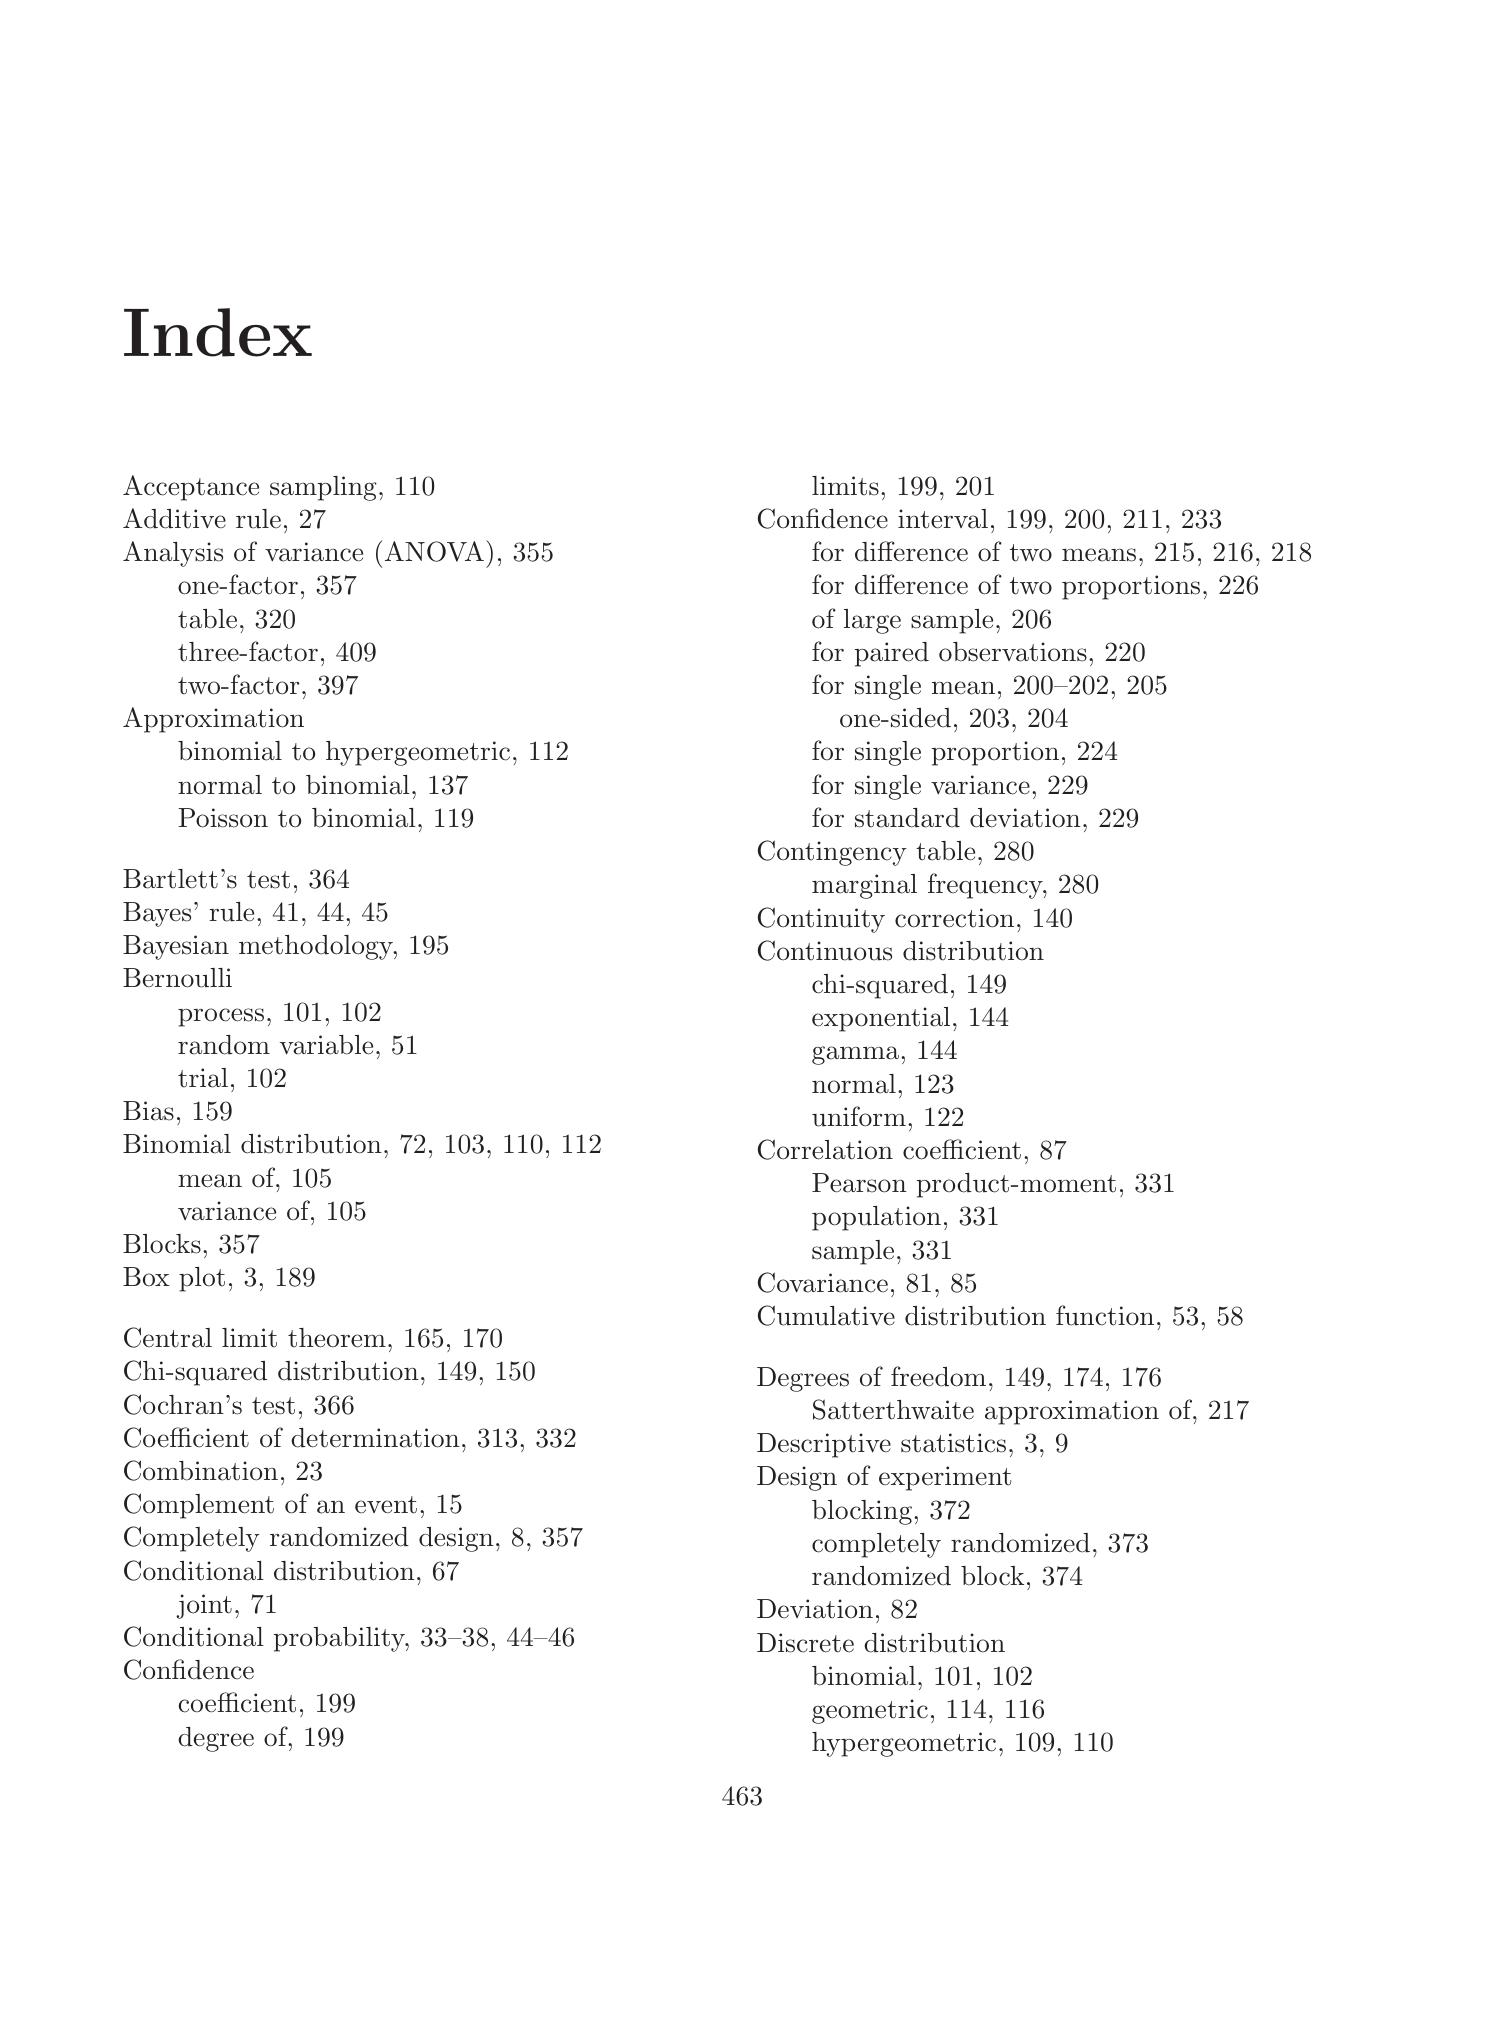 Index
Acceptance sampling, 110
Additive rule, 27
Analysis of variance (ANOVA), 355
one-factor, 357
table, 320
three-factor, 409
two-factor, 397
Approximation
binomial to hypergeometric, 112
normal to binomial, 137
Poisson to binomial, 119
Bartlett’s test, 364
Bayes’ rule, 41, 44, 45
Bayesian methodology, 195
Bernoulli
process, 101, 102
random variable, 51
trial, 102
Bias, 159
Binomial distribution, 72, 103, 110, 112
mean of, 105
variance of, 105
Blocks, 357
Box plot, 3, 189
Central limit theorem, 165, 170
Chi-squared distribution, 149, 150
Cochran’s test, 366
Coefficient of determination, 313, 332
Combination, 23
Complement of an event, 15
Completely randomized design, 8, 357
Conditional distribution, 67
joint, 71
Conditional probability, 33–38, 44–46
Confidence
coefficient, 199
degree of, 199
limits, 199, 201
Confidence interval, 199, 200, 211, 233
for difference of two means, 215, 216, 218
for difference of two proportions, 226
of large sample, 206
for paired observations, 220
for single mean, 200–202, 205
one-sided, 203, 204
for single proportion, 224
for single variance, 229
for standard deviation, 229
Contingency table, 280
marginal frequency, 280
Continuity correction, 140
Continuous distribution
chi-squared, 149
exponential, 144
gamma, 144
normal, 123
uniform, 122
Correlation coefficient, 87
Pearson product-moment, 331
population, 331
sample, 331
Covariance, 81, 85
Cumulative distribution function, 53, 58
Degrees of freedom, 149, 174, 176
Satterthwaite approximation of, 217
Descriptive statistics, 3, 9
Design of experiment
blocking, 372
completely randomized, 373
randomized block, 374
Deviation, 82
Discrete distribution
binomial, 101, 102
geometric, 114, 116
hypergeometric, 109, 110
463